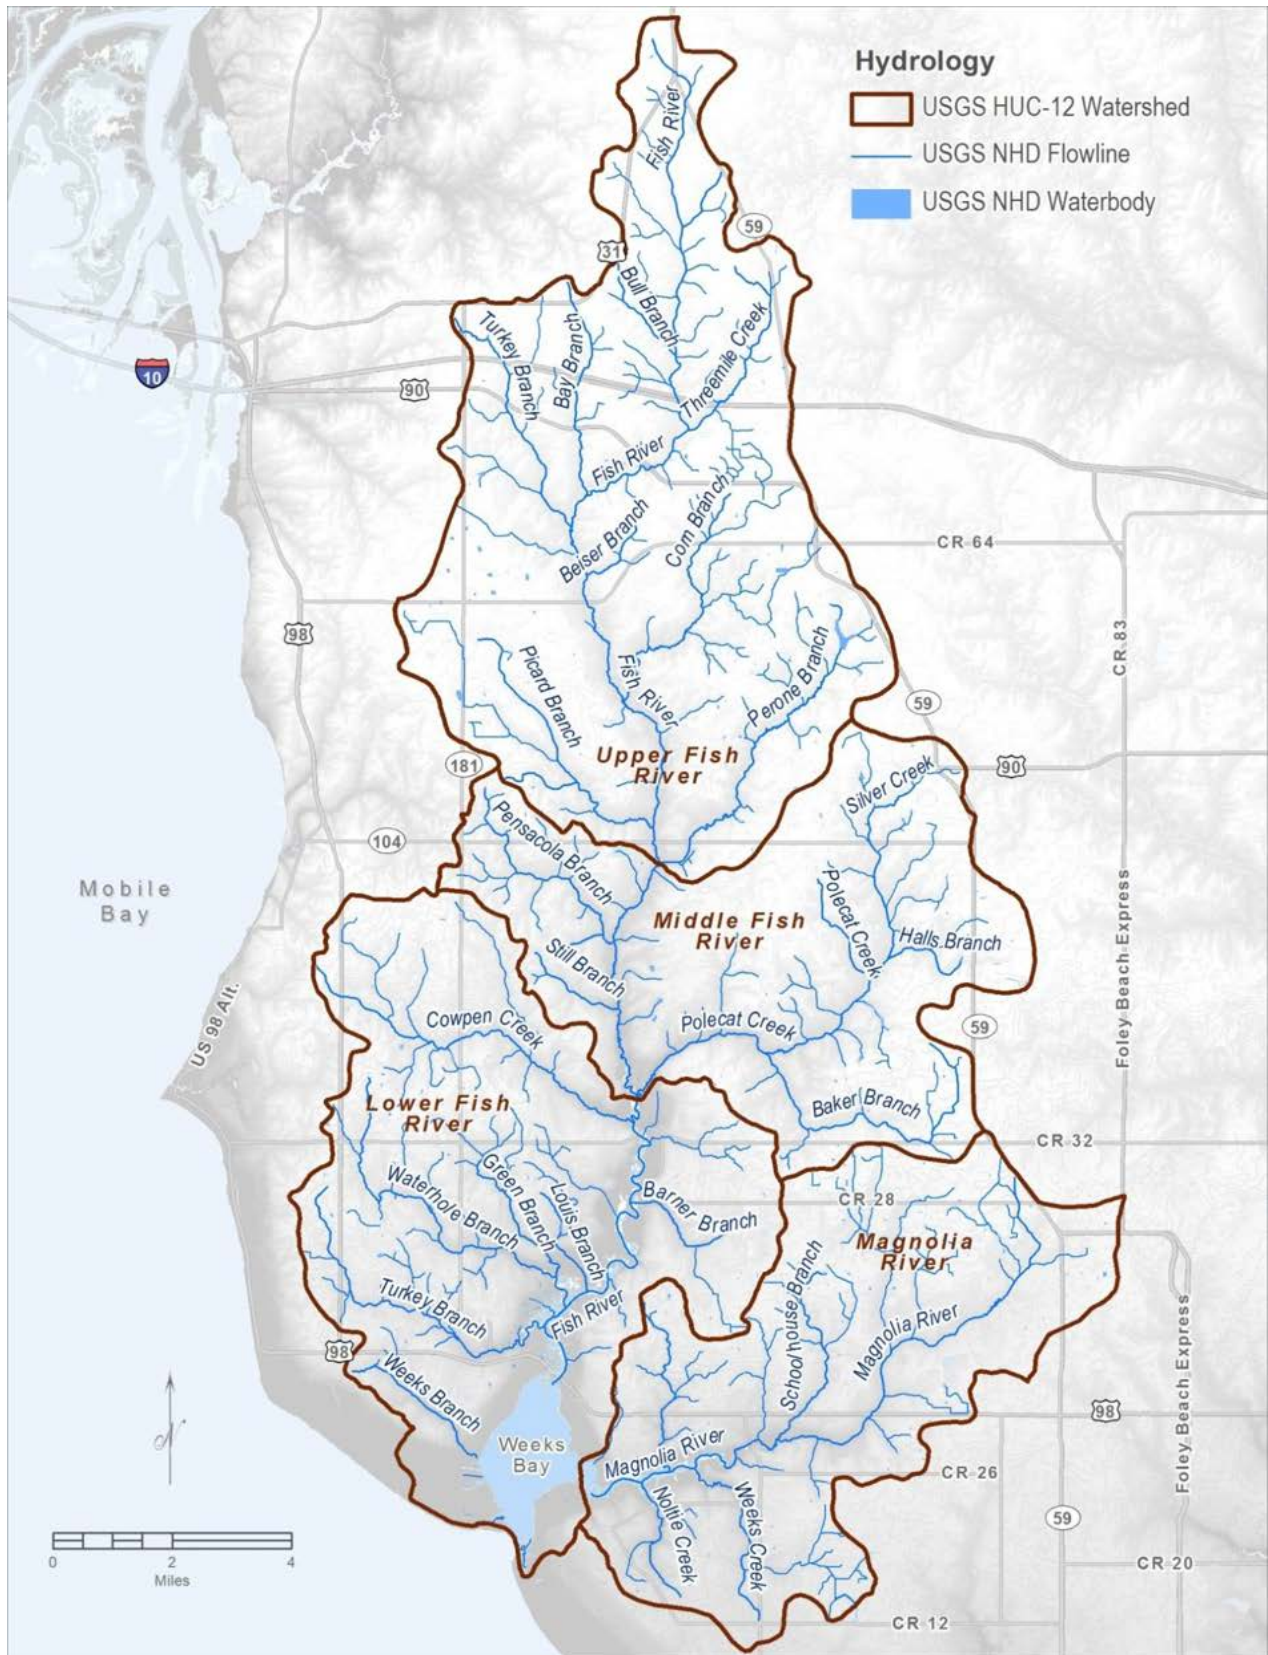 Hydrology
USGS HUC-12 Watershed
USGS NHD Flowline
USGS NHD Waterbody
Fish River
59
31
Bull Branch
Turkey Branch
Bay Branch
Threemile Creek
10
90
Fish River
Corn Branch
Beiser Branch
CR 64
98
CR 83
Picard Branch
Fish River
Perone Branch
59
Upper Fish
River
181
90
Silver Creek
Pensacola Branch
104
Mobile
Bay
Polecat Creek
Middle Fish
River
Halls Branch
Foley Beach Express
Still Branch
US 98 Alt.
Cowpen Creek
Polecat Creek
59
Lower Fish
River
Baker Branch
CR 32
Green Branch
Waterhole Branch
Louis Branch
Barner Branch
CR 28
Magnolia
River
Schoolhouse Branch
Turkey Branch
Fish River
Magnolia River
Foley Beach Express
98
Weeks Branch
98
Weeks
Bay
Magnolia River
CR 26
Noltie Creek
Weeks Creek
59
N
0 2 4
Miles
CR 20
CR 12